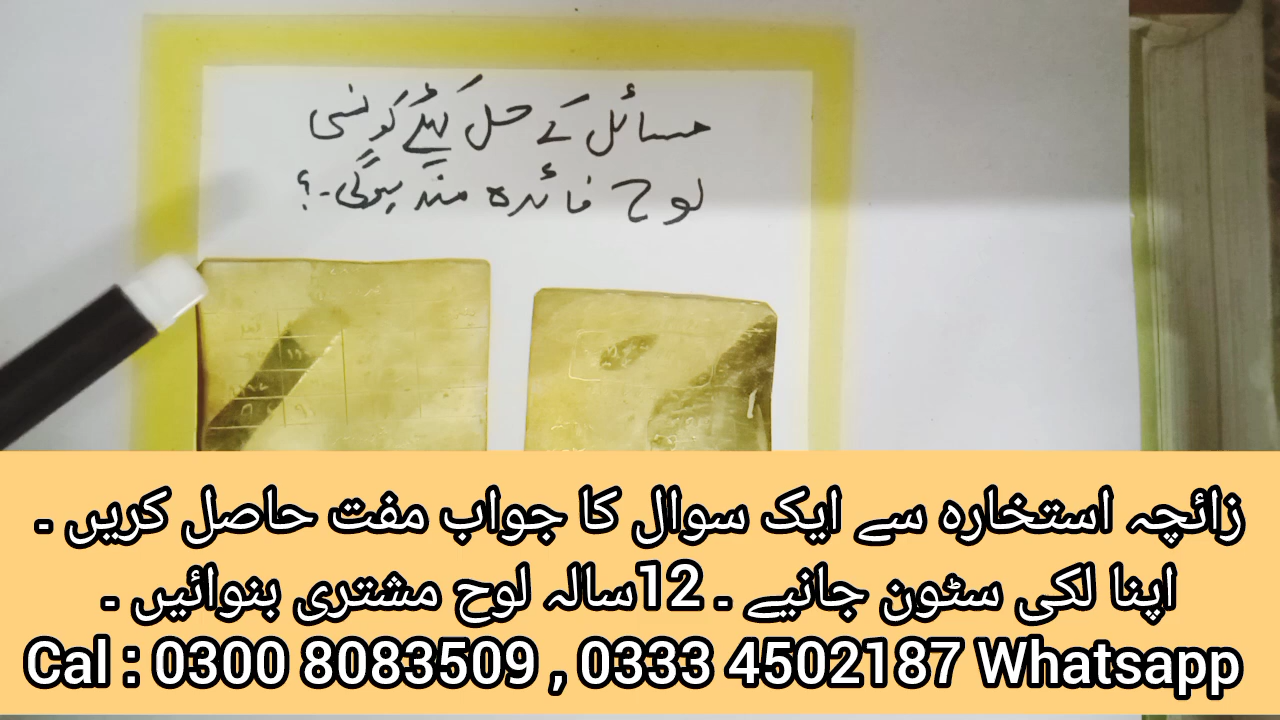 مسائل کے حل کیلئے کونسی
لوح فائدہ مند ہوگی۔؟
زائچہ استخارہ سے ایک سوال کا جواب مفت حاصل کریں ۔
اپنا لکی سٹون جانیے ۔ 12سالہ لوح مشتری بنوائیں ۔
Cal : 0300 8083509 , 0333 4502187 Whatsapp